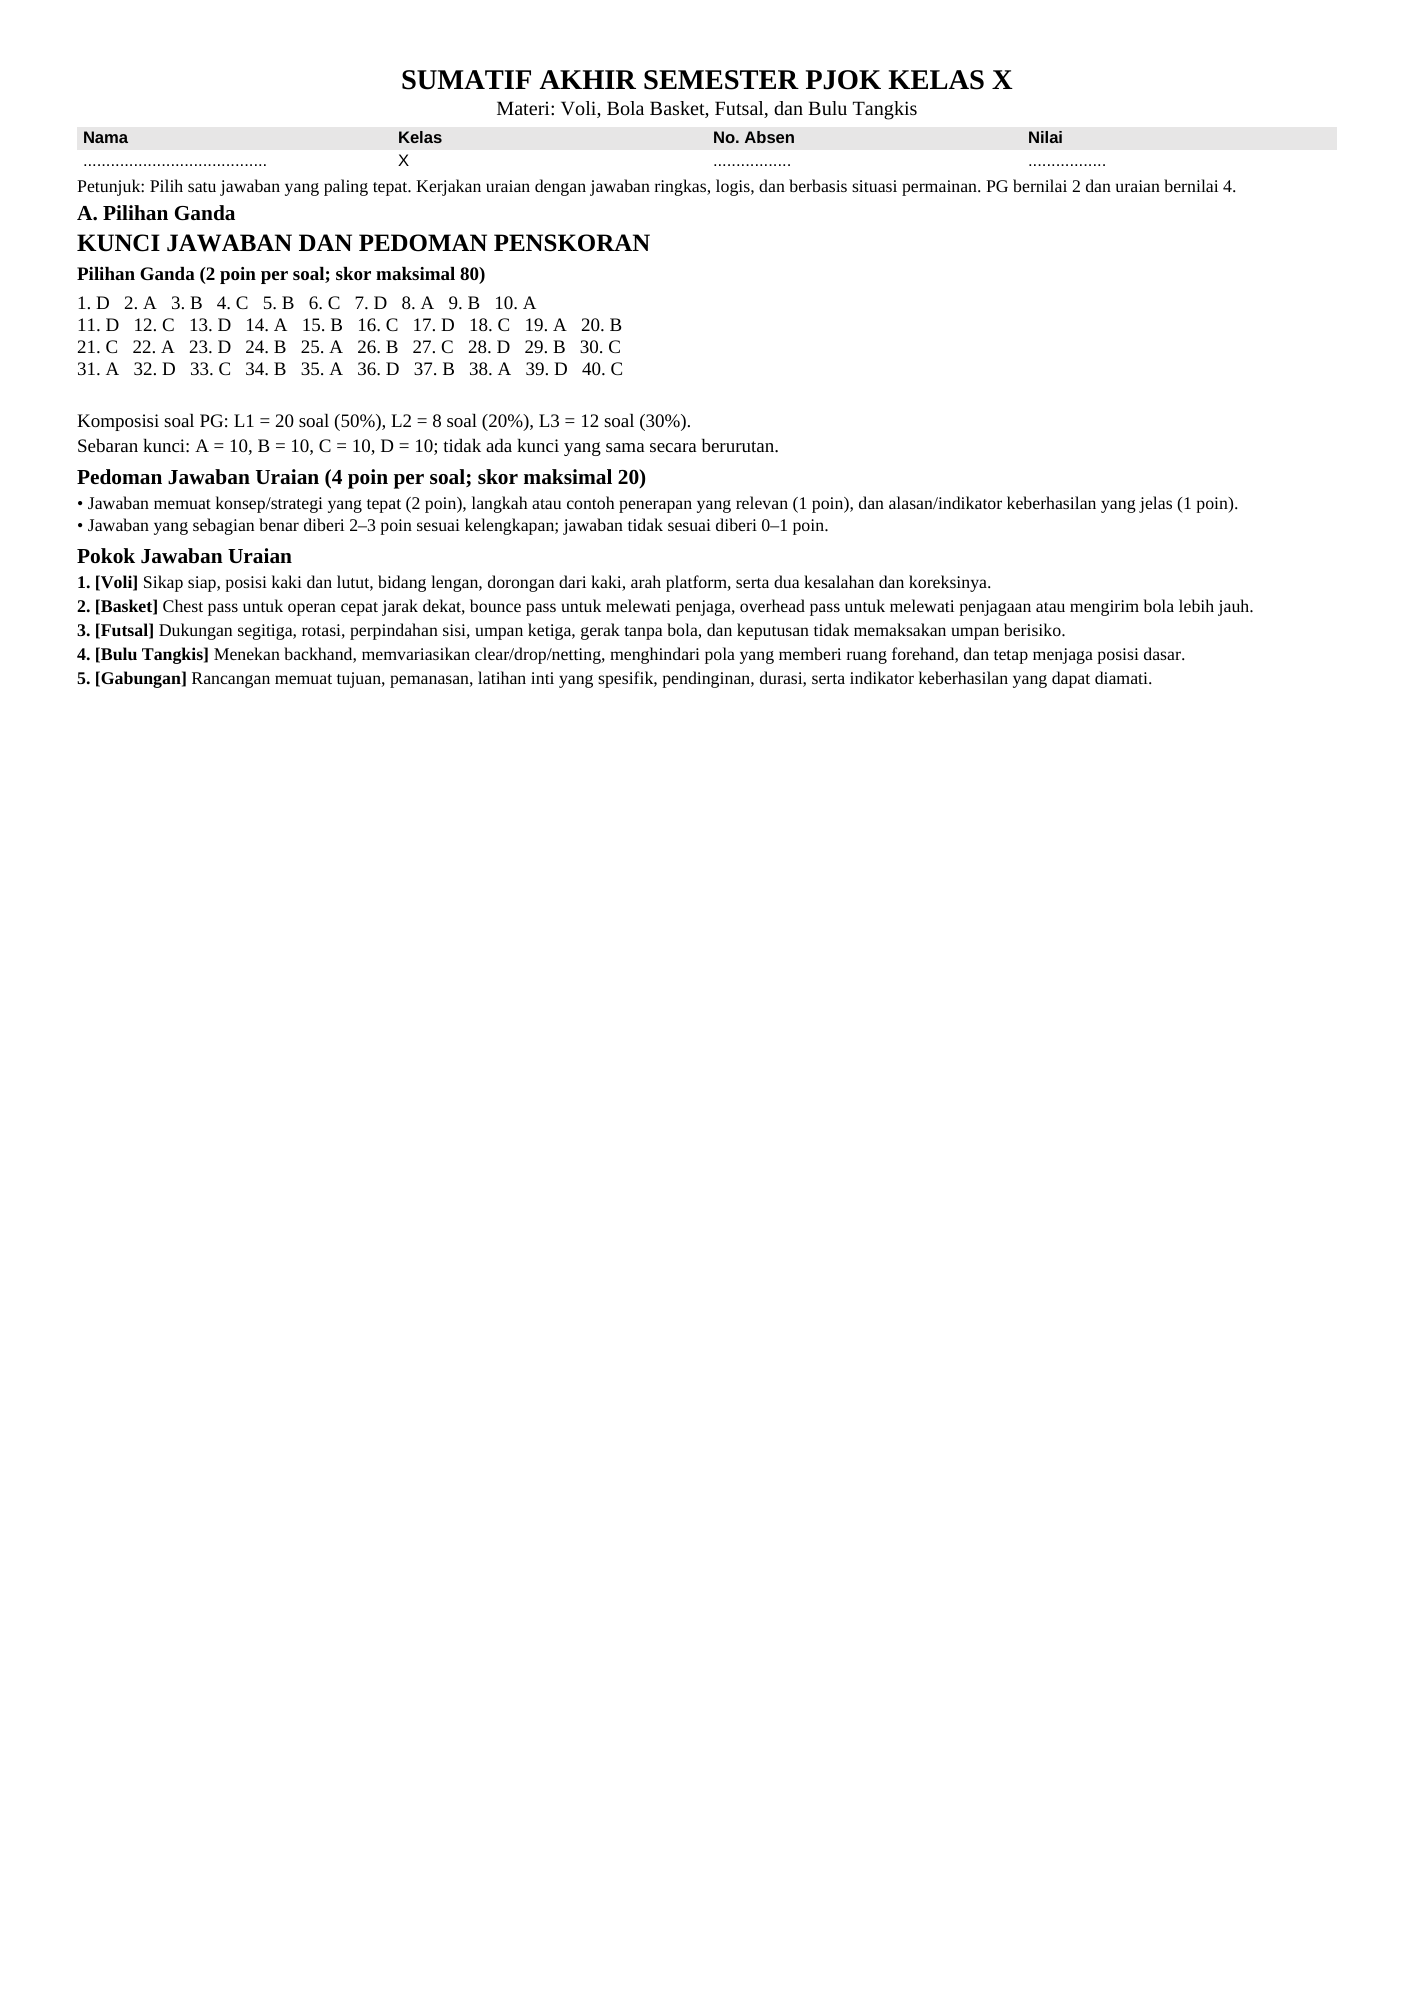 SUMATIF AKHIR SEMESTER PJOK KELAS X
Materi: Voli, Bola Basket, Futsal, dan Bulu Tangkis
Nama Kelas No. Absen Nilai
........................................ X ................. .................
Petunjuk: Pilih satu jawaban yang paling tepat. Kerjakan uraian dengan jawaban ringkas, logis, dan berbasis situasi permainan. PG bernilai 2 dan uraian bernilai 4.
A. Pilihan Ganda
KUNCI JAWABAN DAN PEDOMAN PENSKORAN
Pilihan Ganda (2 poin per soal; skor maksimal 80)
1. D 2. A 3. B 4. C 5. B 6. C 7. D 8. A 9. B 10. A
11. D 12. C 13. D 14. A 15. B 16. C 17. D 18. C 19. A 20. B
21. C 22. A 23. D 24. B 25. A 26. B 27. C 28. D 29. B 30. C
31. A 32. D 33. C 34. B 35. A 36. D 37. B 38. A 39. D 40. C
Komposisi soal PG: L1 = 20 soal (50%), L2 = 8 soal (20%), L3 = 12 soal (30%).
Sebaran kunci: A = 10, B = 10, C = 10, D = 10; tidak ada kunci yang sama secara berurutan.
Pedoman Jawaban Uraian (4 poin per soal; skor maksimal 20)
• Jawaban memuat konsep/strategi yang tepat (2 poin), langkah atau contoh penerapan yang relevan (1 poin), dan alasan/indikator keberhasilan yang jelas (1 poin).
• Jawaban yang sebagian benar diberi 2–3 poin sesuai kelengkapan; jawaban tidak sesuai diberi 0–1 poin.
Pokok Jawaban Uraian
1. [Voli] Sikap siap, posisi kaki dan lutut, bidang lengan, dorongan dari kaki, arah platform, serta dua kesalahan dan koreksinya.
2. [Basket] Chest pass untuk operan cepat jarak dekat, bounce pass untuk melewati penjaga, overhead pass untuk melewati penjagaan atau mengirim bola lebih jauh.
3. [Futsal] Dukungan segitiga, rotasi, perpindahan sisi, umpan ketiga, gerak tanpa bola, dan keputusan tidak memaksakan umpan berisiko.
4. [Bulu Tangkis] Menekan backhand, memvariasikan clear/drop/netting, menghindari pola yang memberi ruang forehand, dan tetap menjaga posisi dasar.
5. [Gabungan] Rancangan memuat tujuan, pemanasan, latihan inti yang spesifik, pendinginan, durasi, serta indikator keberhasilan yang dapat diamati.